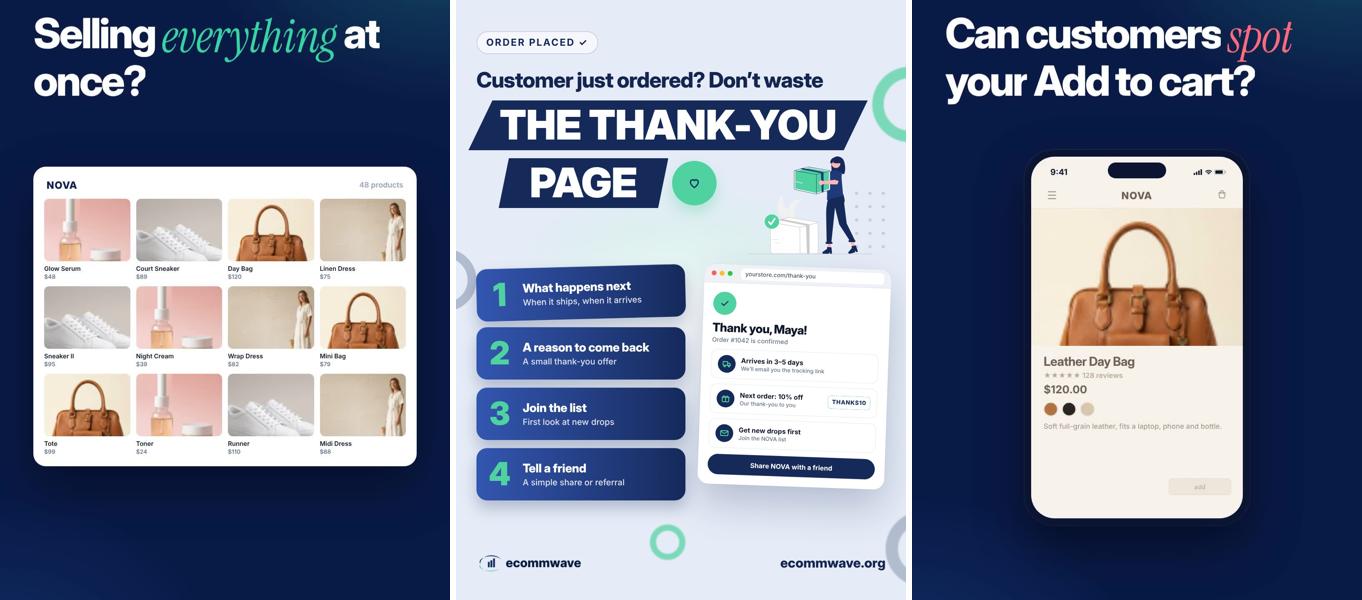 Selling everything at
once?
NOVA
48 products
Glow Serum
$48
Court Sneaker
$89
Day Bag
$120
Linen Dress
$75
Sneaker II
$95
Night Cream
$39
Wrap Dress
$82
Mini Bag
$79
Tote
$99
Toner
$24
Runner
$110
Midi Dress
$88
ORDER PLACED ✓
Customer just ordered? Don’t waste
THE THANK-YOU
PAGE
1
What happens next
When it ships, when it arrives
2
A reason to come back
A small thank-you offer
3
Join the list
First look at new drops
4
Tell a friend
A simple share or referral
yourstore.com/thank-you
Thank you, Maya!
Order #1042 is confirmed
Arrives in 3–5 days
We’ll email you the tracking link
Next order: 10% off
Our thank-you to you
THANKS10
Get new drops first
Join the NOVA list
Share NOVA with a friend
ecommwave
ecommwave.org
Can customers spot
your Add to cart?
9:41
NOVA
Leather Day Bag
★★★★★ 128 reviews
$120.00
Soft full-grain leather, fits a laptop, phone and bottle.
add